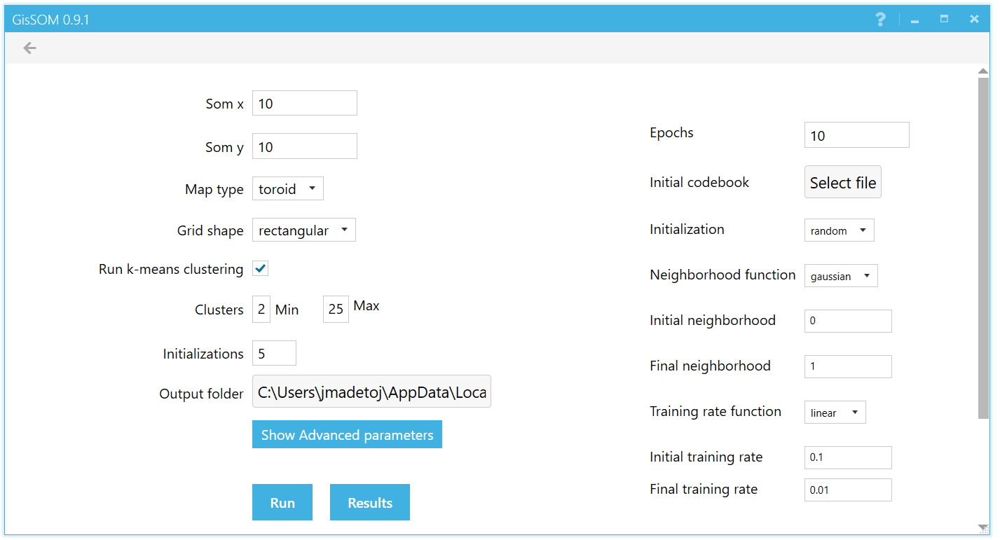 GisSOM 0.9.1
?
Som x 10
Som y 10
Map type toroid
Grid shape rectangular
Run k-means clustering
Clusters 2 Min 25 Max
Initializations 5
Output folder C:\Users\jmadetoj\AppData\Loca
Show Advanced parameters
Run Results
Epochs 10
Initial codebook Select file
Initialization random
Neighborhood function gaussian
Initial neighborhood 0
Final neighborhood 1
Training rate function linear
Initial training rate 0.1
Final training rate 0.01